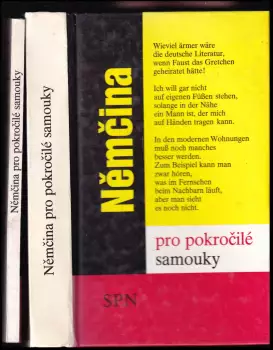 Němčina pro pokročilé samouky
Němčina pro pokročilé samouky
Němčina
Wieviel ärmer wäre
die deutsche Literatur,
wenn Faust das Gretchen
geheiratet hätte!
Ich will gar nicht
auf eigenen Füßen stehen,
solange in der Nähe
ein Mann ist, der mich
auf Händen tragen kann.
In den modernen Wohnungen
muß noch manches
besser werden.
Zum Beispiel kann man
zwar hören,
was im Fernsehen
beim Nachbarn läuft,
aber man sieht
es noch nicht.
pro pokročilé
samouky
SPN